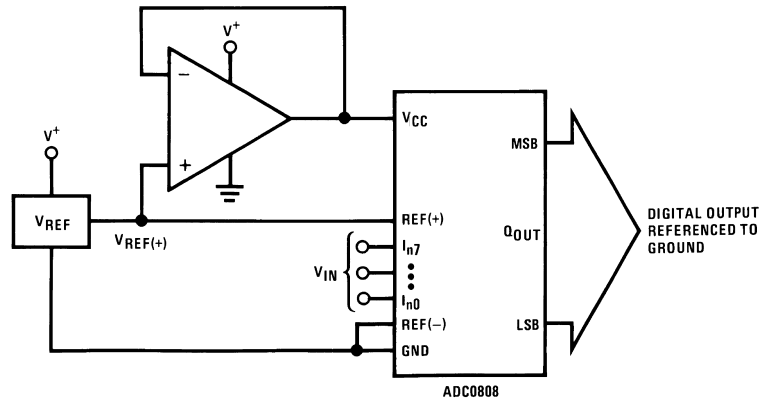 V+
−
V+
+
VCC
MSB
VREF
VREF(+)
REF(+)
In7
VIN
In0
QOUT
DIGITAL OUTPUT
REFERENCED TO
GROUND
REF(−)
LSB
GND
ADC0808